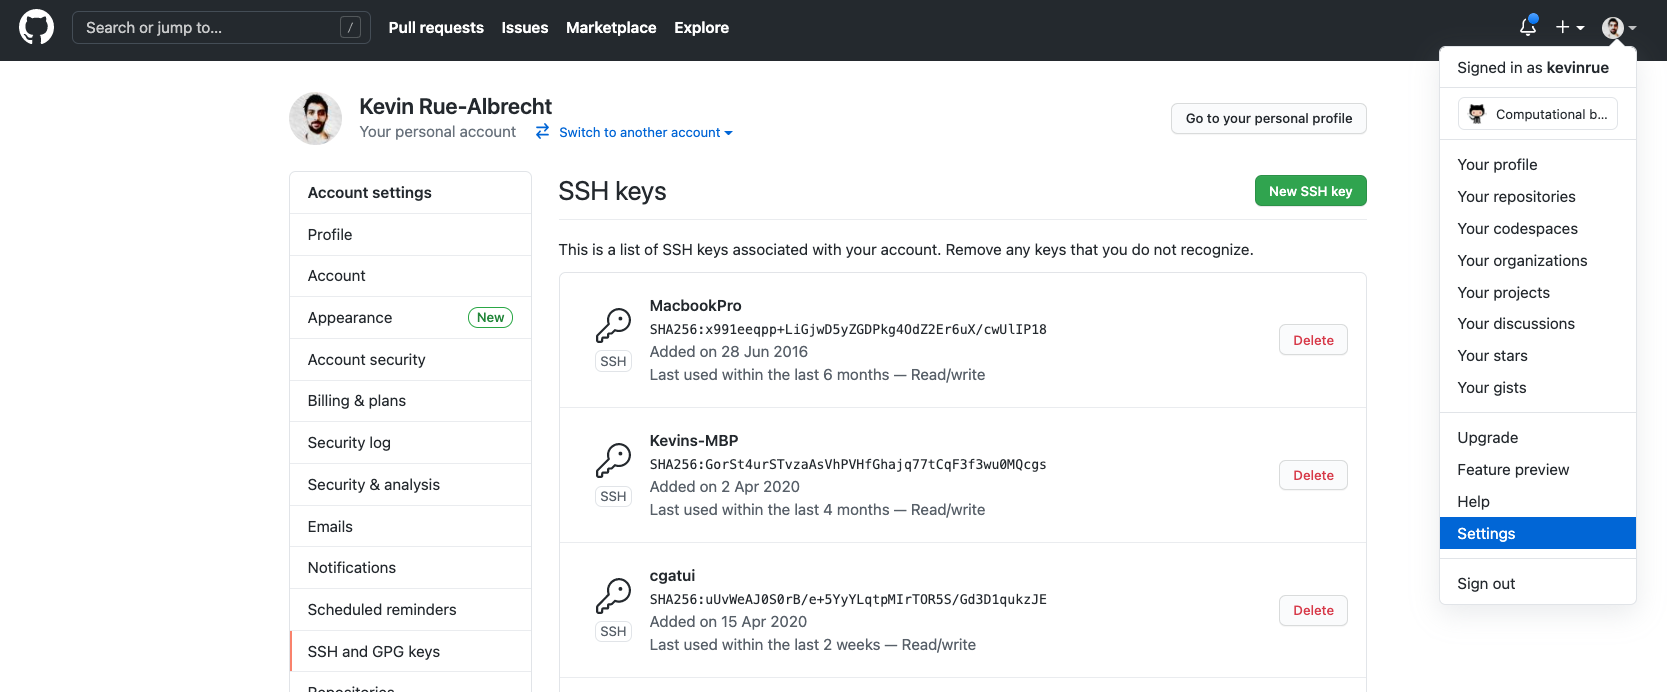 Search or jump to... /
Pull requests Issues Marketplace Explore
Signed in as kevinrue
Computational b...
Your profile
Your repositories
Your codespaces
Your organizations
Your projects
Your discussions
Your stars
Your gists
Upgrade
Feature preview
Help
Settings
Sign out
Kevin Rue-Albrecht
Your personal account Switch to another account
Go to your personal profile
Account settings
Profile
Account
Appearance New
Account security
Billing & plans
Security log
Security & analysis
Emails
Notifications
Scheduled reminders
SSH and GPG keys
Repositories
SSH keys
New SSH key
This is a list of SSH keys associated with your account. Remove any keys that you do not recognize.
SSH
MacbookPro
SHA256:x991eeqpp+LiGjwD5yZGDPkg4OdZ2Er6uX/cwUlIP18
Added on 28 Jun 2016
Last used within the last 6 months — Read/write
Delete
SSH
Kevins-MBP
SHA256:GorSt4urSTvzaAsVhPVHfGhajq77tCqF3f3wu0MQcgs
Added on 2 Apr 2020
Last used within the last 4 months — Read/write
Delete
SSH
cgatui
SHA256:uUvWeAJ0S0rB/e+5YyYLqtpMIrTOR5S/Gd3D1qukzJE
Added on 15 Apr 2020
Last used within the last 2 weeks — Read/write
Delete